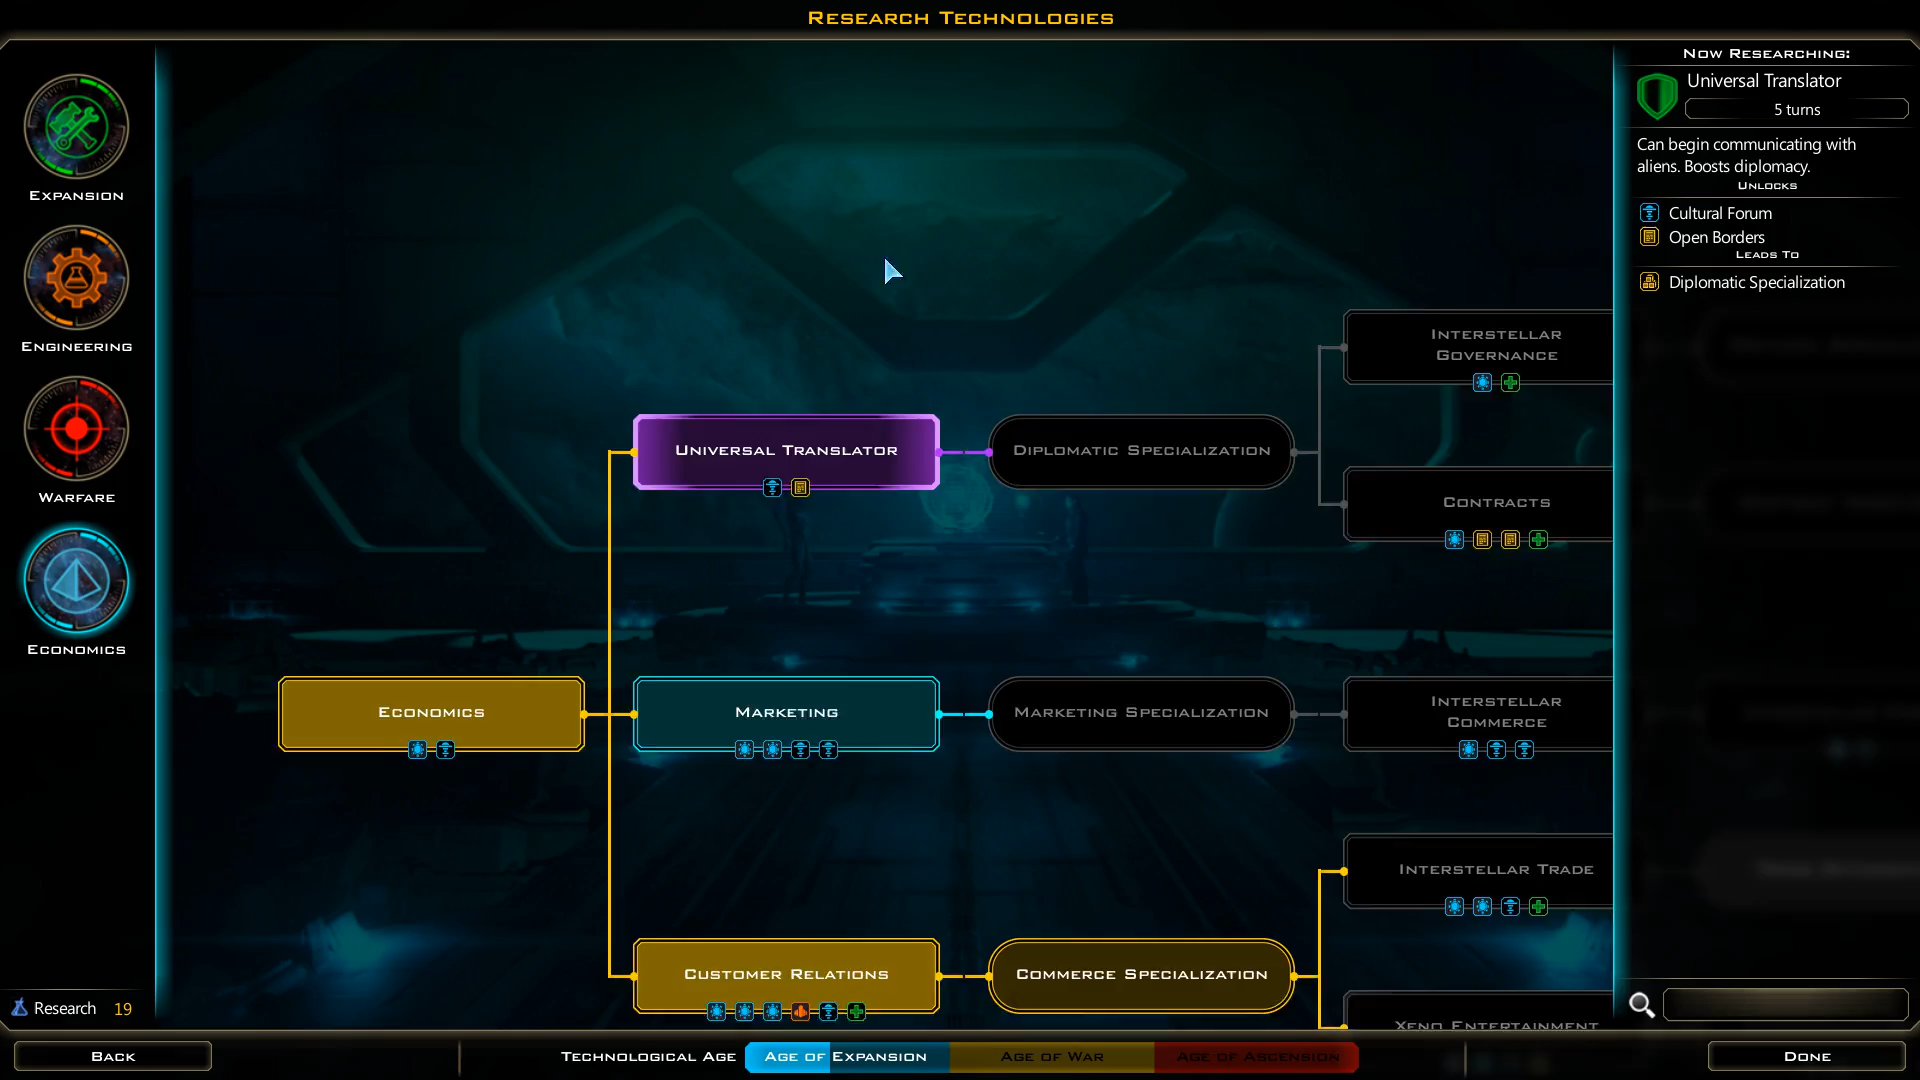 Research Technologies
Expansion
Engineering
Warfare
Economics
Research 19
Interstellar
Governance
Universal Translator
Diplomatic Specialization
Contracts
Economics
Marketing
Marketing Specialization
Interstellar
Commerce
Interstellar Trade
Customer Relations
Commerce Specialization
Xeno Entertainment
Now Researching:
Universal Translator
5 turns
Can begin communicating with
aliens. Boosts diplomacy.
Unlocks
Cultural Forum
Open Borders
Leads To
Diplomatic Specialization
Back
Technological Age
Age of Expansion
Age of War
Age of Ascension
Done